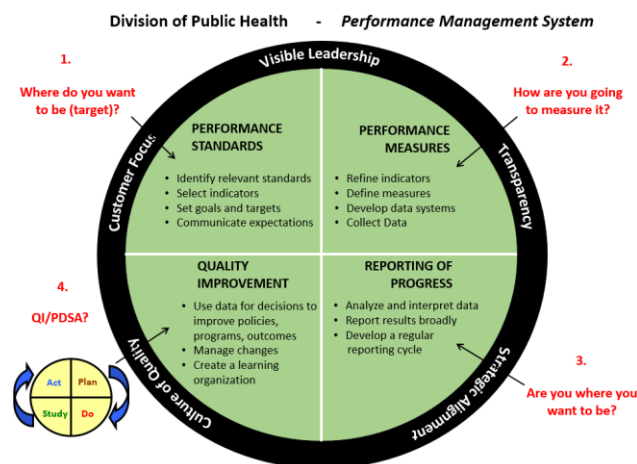 Division of Public Health - Performance Management System
Visible Leadership
1.
Where do you want
to be (target)?
2.
How are you going
to measure it?
Customer Focus
Transparency
PERFORMANCE
STANDARDS
• Identify relevant standards
• Select indicators
• Set goals and targets
• Communicate expectations
PERFORMANCE
MEASURES
• Refine indicators
• Define measures
• Develop data systems
• Collect Data
4.
QI/PDSA?
QUALITY
IMPROVEMENT
• Use data for decisions to
improve policies,
programs, outcomes
• Manage changes
• Create a learning
organization
REPORTING OF
PROGRESS
• Analyze and interpret data
• Report results broadly
• Develop a regular
reporting cycle
Act
Plan
Study
Do
Culture of Quality
Strategic Alignment
3.
Are you where you
want to be?